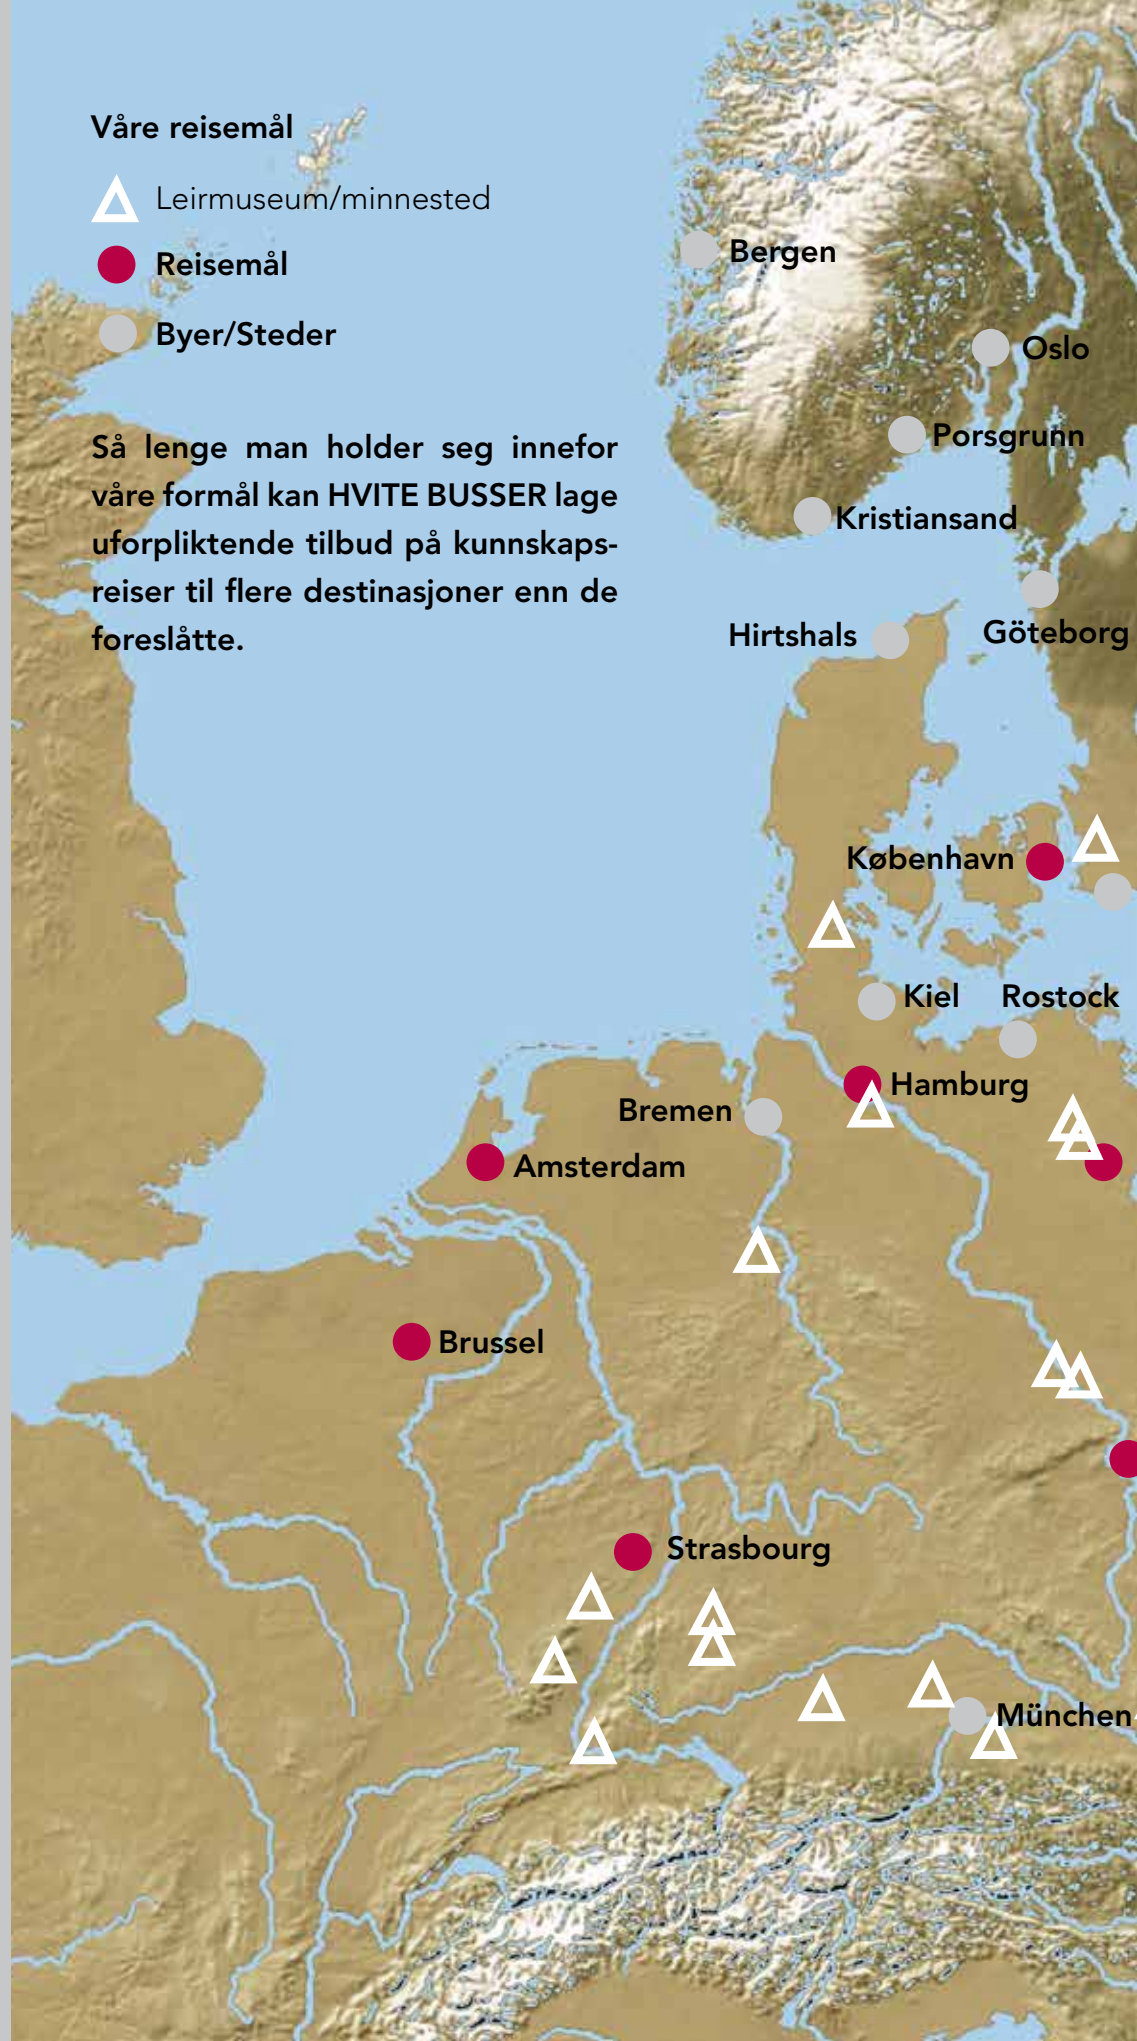 Våre reisemål
Leirmuseum/minnested
Reisemål
Byer/Steder
Så lenge man holder seg innefor
våre formål kan HVITE BUSSER lage
uforpliktende tilbud på kunnskaps-
reiser til flere destinasjoner enn de
foreslåtte.
Bergen
Oslo
Porsgrunn
Kristiansand
Hirtshals
Göteborg
København
Kiel
Rostock
Hamburg
Bremen
Amsterdam
Brussel
Strasbourg
München